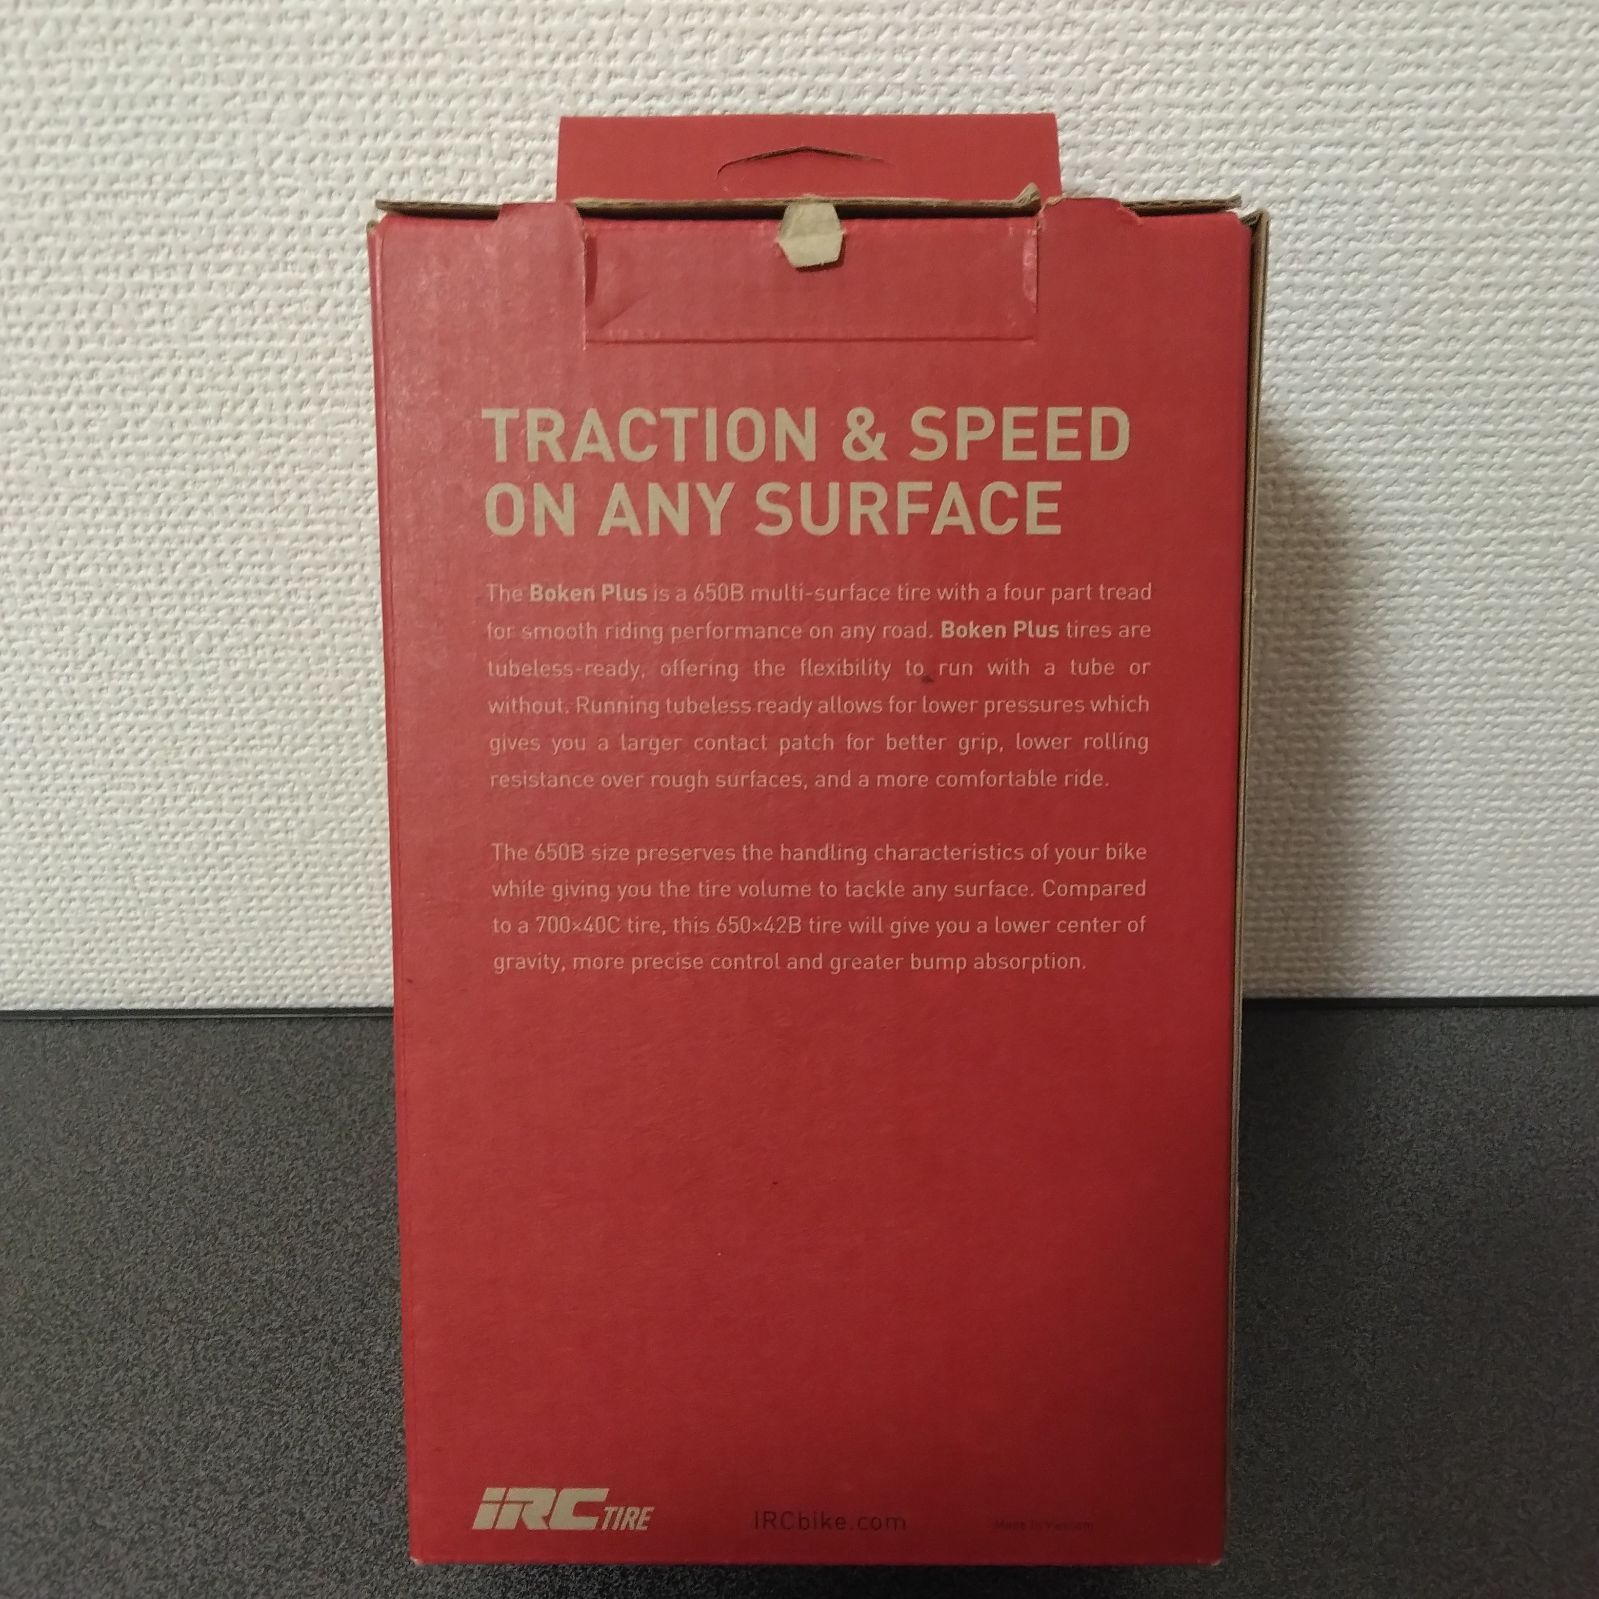 TRACTION & SPEED
ON ANY SURFACE
The Boken Plus is a 650B multi-surface tire with a four part tread
for smooth riding performance on any road. Boken Plus tires are
tubeless-ready, offering the flexibility to run with a tube or
without. Running tubeless ready allows for lower pressures which
gives you a larger contact patch for better grip, lower rolling
resistance over rough surfaces, and a more comfortable ride.
The 650B size preserves the handling characteristics of your bike
while giving you the tire volume to tackle any surface. Compared
to a 700×40C tire, this 650×42B tire will give you a lower center of
gravity, more precise control and greater bump absorption.
IRC TIRE
IRCbike.com
Made in Vietnam